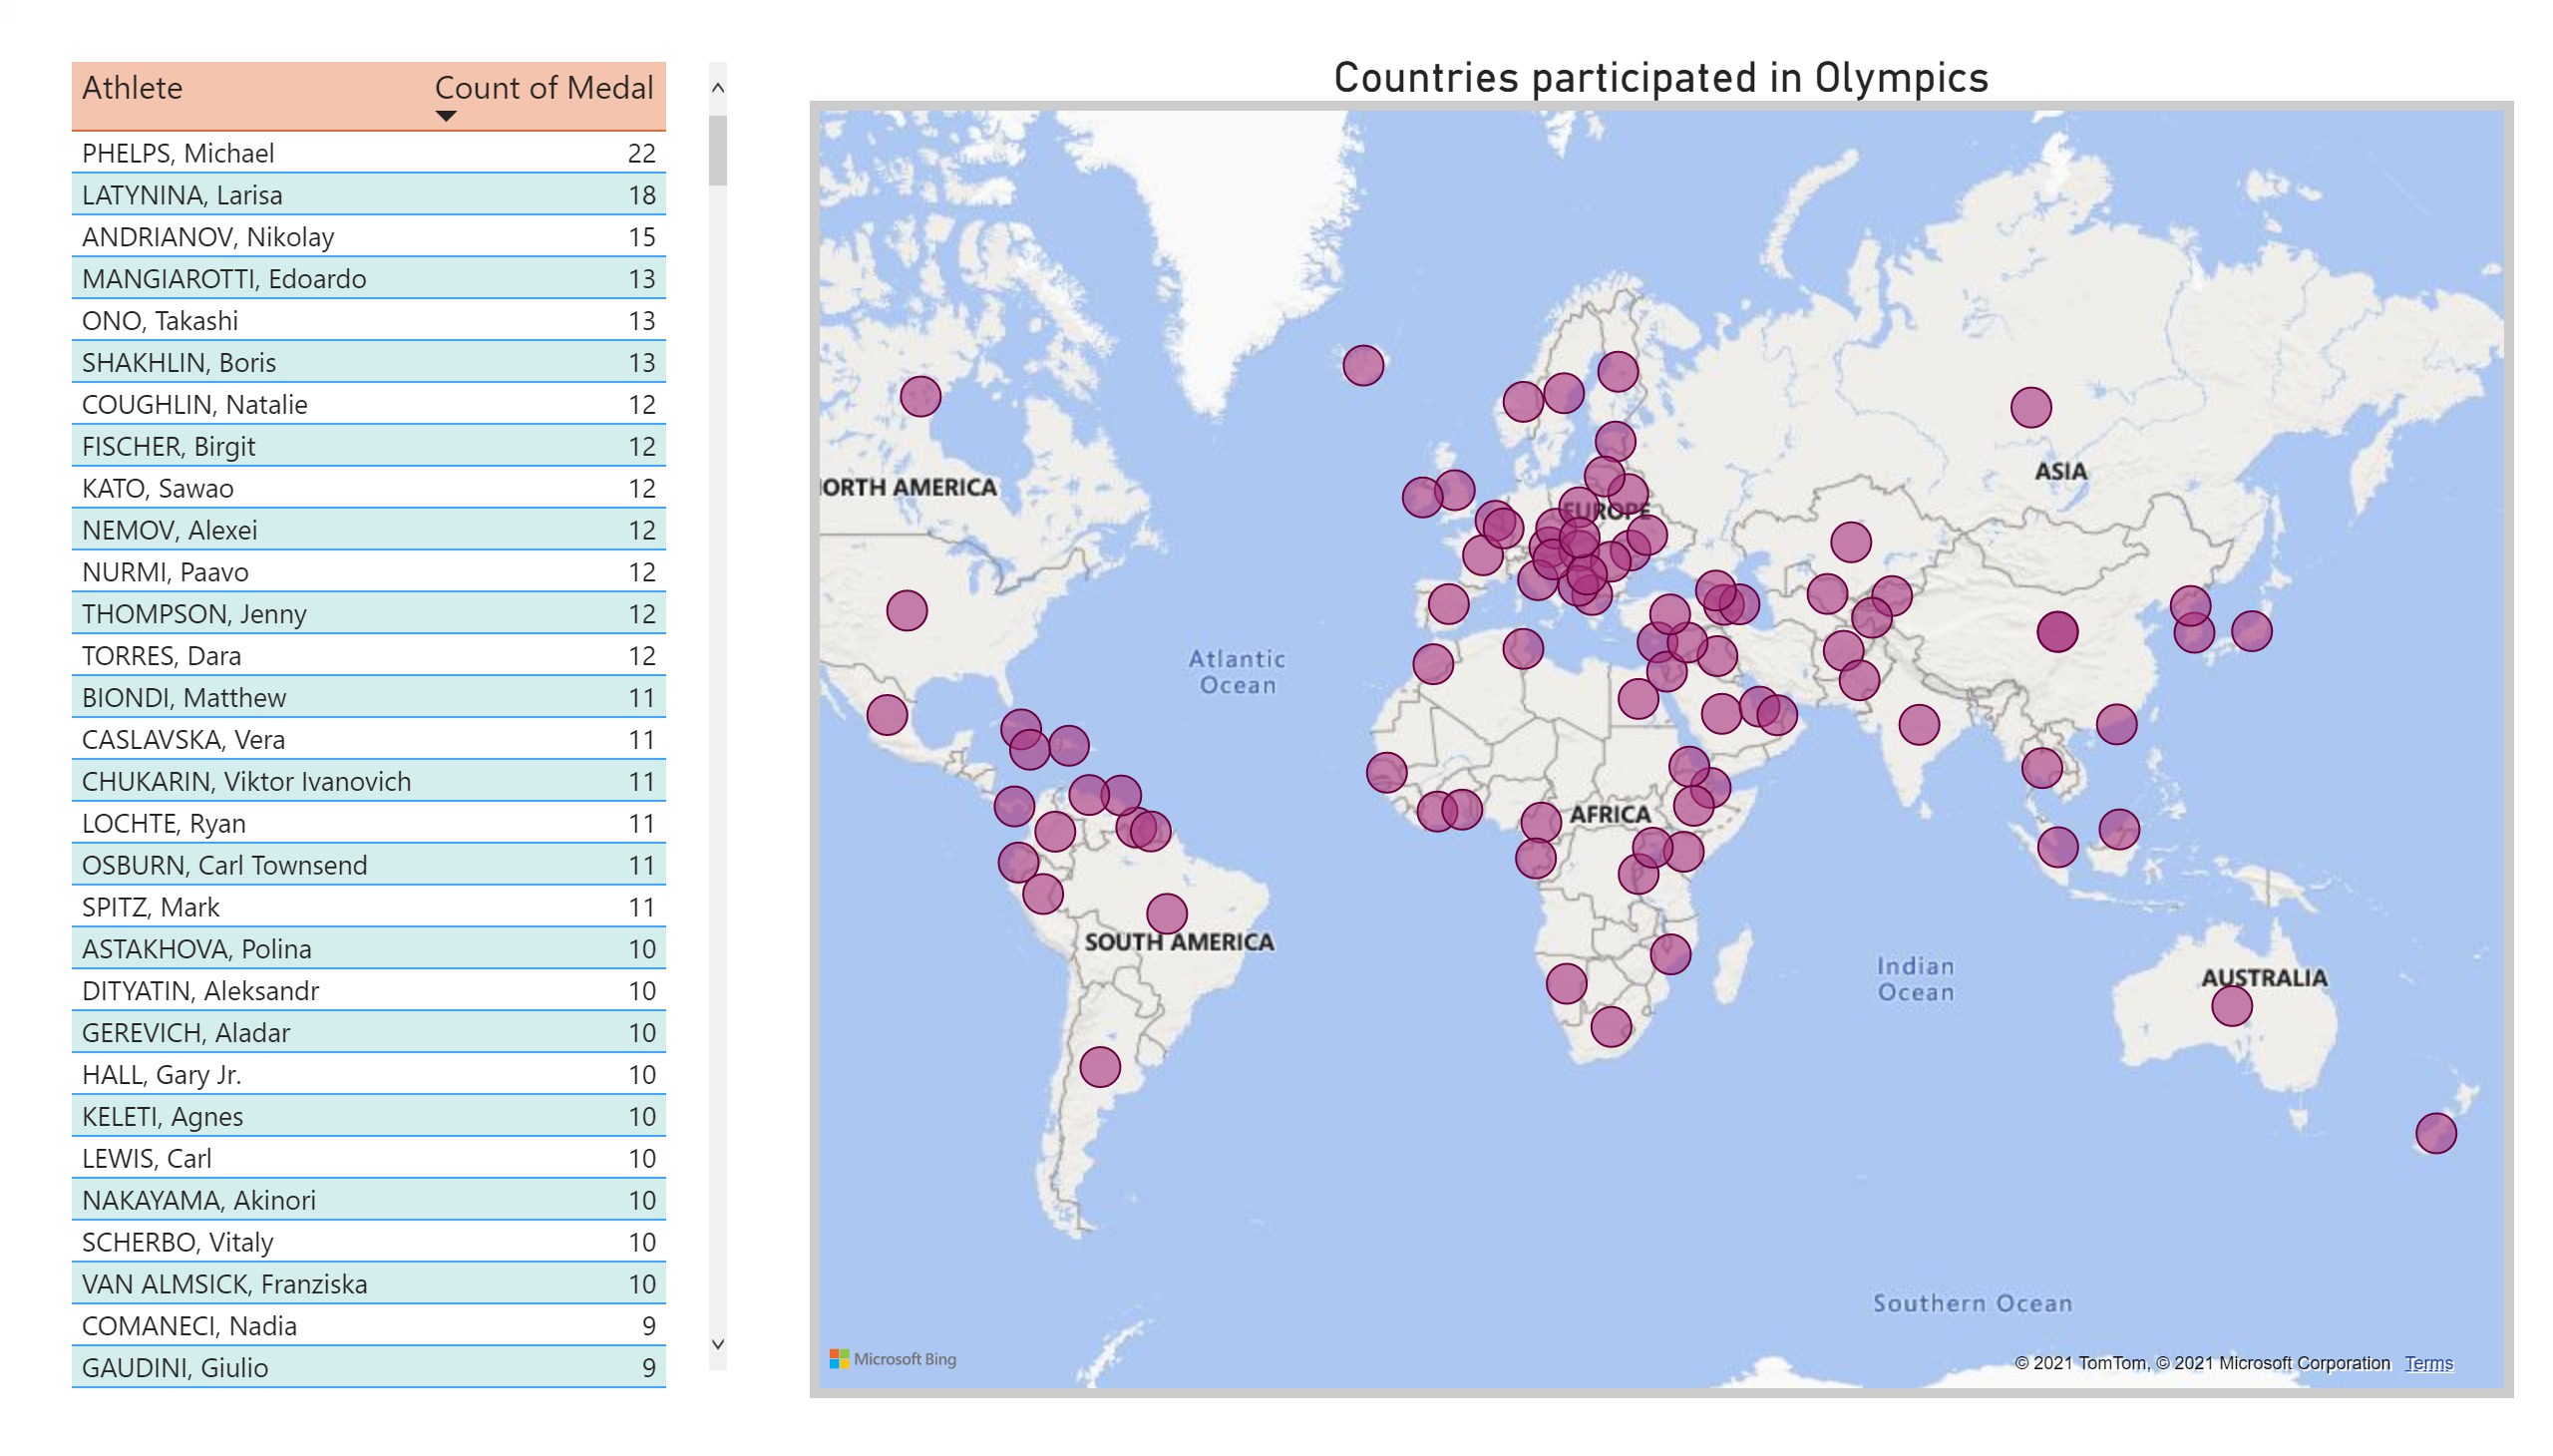 Athlete Count of Medal
PHELPS, Michael 22
LATYNINA, Larisa 18
ANDRIANOV, Nikolay 15
MANGIAROTTI, Edoardo 13
ONO, Takashi 13
SHAKHLIN, Boris 13
COUGHLIN, Natalie 12
FISCHER, Birgit 12
KATO, Sawao 12
NEMOV, Alexei 12
NURMI, Paavo 12
THOMPSON, Jenny 12
TORRES, Dara 12
BIONDI, Matthew 11
CASLAVSKA, Vera 11
CHUKARIN, Viktor Ivanovich 11
LOCHTE, Ryan 11
OSBURN, Carl Townsend 11
SPITZ, Mark 11
ASTAKHOVA, Polina 10
DITYATIN, Aleksandr 10
GEREVICH, Aladar 10
HALL, Gary Jr. 10
KELETI, Agnes 10
LEWIS, Carl 10
NAKAYAMA, Akinori 10
SCHERBO, Vitaly 10
VAN ALMSICK, Franziska 10
COMANECI, Nadia 9
GAUDINI, Giulio 9
Countries participated in Olympics
ASIA
ORTH AMERICA
EUROPE
Atlantic
Ocean
AFRICA
SOUTH AMERICA
Indian
Ocean
AUSTRALIA
Southern Ocean
Microsoft Bing
© 2021 TomTom, © 2021 Microsoft Corporation Terms